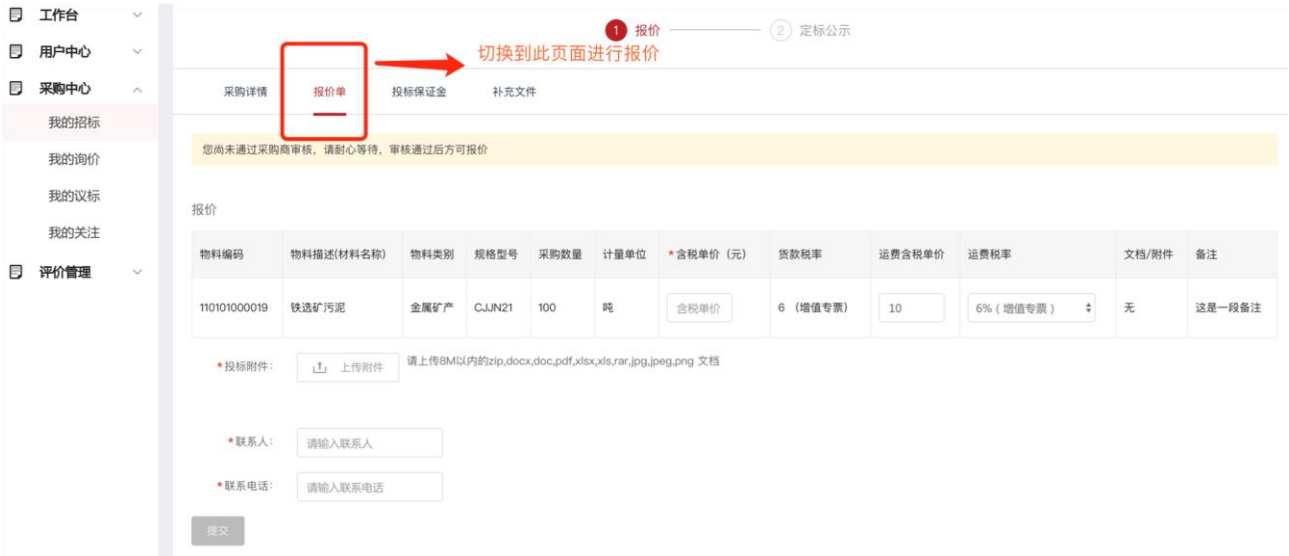 工作台
用户中心
采购中心
我的招标
我的询价
我的议标
我的关注
评价管理
1 报价 2 定标公示
切换到此页面进行报价
采购详情 报价单 投标保证金 补充文件
您尚未通过采购商审核，请耐心等待，审核通过后方可报价
报价
物料编码 物料描述(材料名称) 物料类别 规格型号 采购数量 计量单位 *含税单价（元） 货款税率 运费含税单价 运费税率 文档/附件 备注
110101000019 铁选矿污泥 金属矿产 CJJN21 100 吨 含税单价 6 （增值专票） 10 6%（增值专票） 无 这是一段备注
*投标附件： 上传附件 请上传8M以内的zip,docx,doc,pdf,xlsx,xls,rar,jpg,jpeg,png 文档
*联系人： 请输入联系人
*联系电话： 请输入联系电话
提交